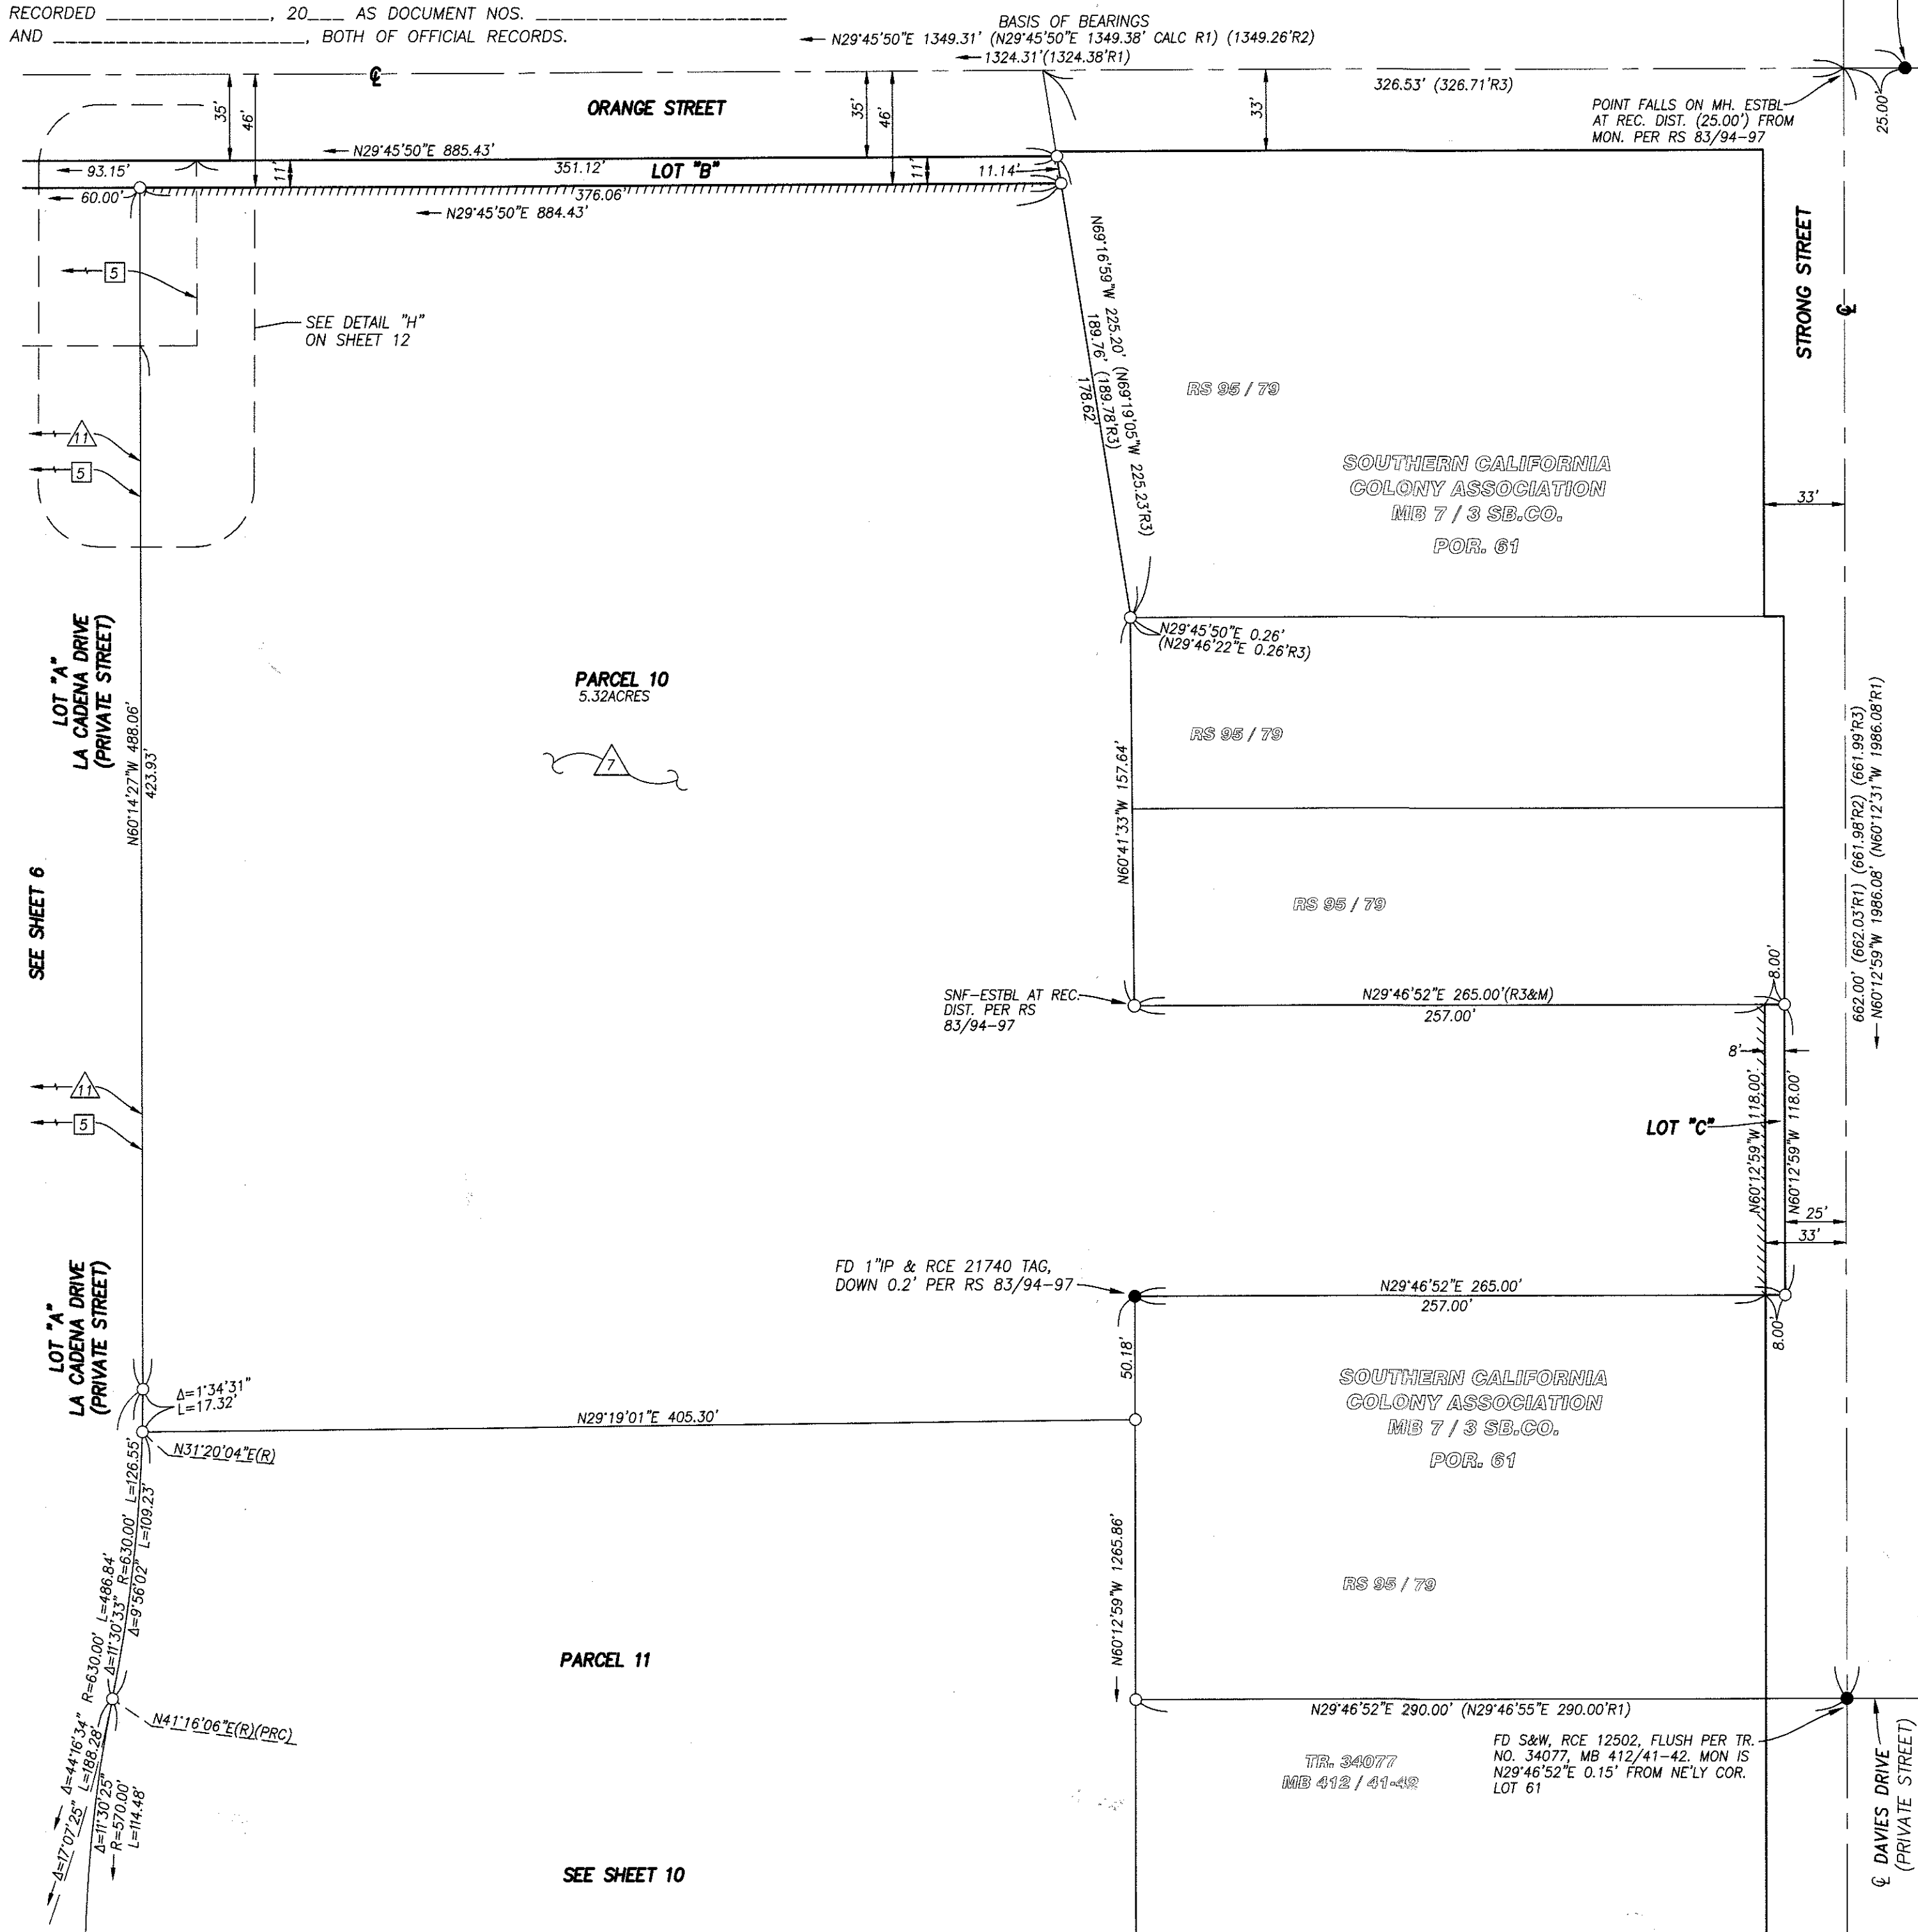 RECORDED ________________, 20___ AS DOCUMENT NOS. ______________________
AND ______________________, BOTH OF OFFICIAL RECORDS.
BASIS OF BEARINGS
N29°45'50"E 1349.31' (N29°45'50"E 1349.38' CALC R1) (1349.26'R2)
1324.31'(1324.38'R1)
326.53' (326.71'R3)
25.00'
POINT FALLS ON MH. ESTBL
AT REC. DIST. (25.00') FROM
MON. PER RS 83/94-97
℄
ORANGE STREET
35'
46'
35'
46'
33'
N29°45'50"E 885.43'
93.15'
11'
351.12'
LOT "B"
11'
11.14'
60.00'
376.06'
N29°45'50"E 884.43'
5
SEE DETAIL "H"
ON SHEET 12
11
5
N69°16'59"W 225.20' (N69°19'05"W 225.23'R3)
189.76' (189.78'R3)
178.62'
RS 95 / 79
SOUTHERN CALIFORNIA
COLONY ASSOCIATION
MB 7 / 3 SB.CO.
POR. 61
STRONG STREET
℄
33'
N29°45'50"E 0.26'
(N29°46'22"E 0.26'R3)
LOT "A"
LA CADENA DRIVE
(PRIVATE STREET)
N60°14'27"W 488.06'
423.93'
PARCEL 10
5.32ACRES
7
RS 95 / 79
N60°41'33"W 157.64'
RS 95 / 79
662.00' (662.03'R1) (661.98'R2) (661.99'R3)
N60°12'59"W 1986.08' (N60°12'31"W 1986.08'R1)
SEE SHEET 6
SNF-ESTBL AT REC.
DIST. PER RS
83/94-97
N29°46'52"E 265.00'(R3&M)
257.00'
8.00'
8'
11
5
LOT "C"
N60°12'59"W 118.00'
N60°12'59"W 118.00'
25'
33'
FD 1"IP & RCE 21740 TAG,
DOWN 0.2' PER RS 83/94-97
N29°46'52"E 265.00'
257.00'
8.00'
50.18'
LOT "A"
LA CADENA DRIVE
(PRIVATE STREET)
Δ=1°34'31"
L=17.32'
N29°19'01"E 405.30'
N31°20'04"E(R)
SOUTHERN CALIFORNIA
COLONY ASSOCIATION
MB 7 / 3 SB.CO.
POR. 61
RS 95 / 79
N60°12'59"W 1265.86'
Δ=11°30'33" R=630.00' L=126.55'
Δ=9°56'02" L=109.23'
Δ=44°16'34" R=630.00' L=486.84'
Δ=17°07'25" L=188.28'
Δ=11°30'25"
R=570.00'
L=114.48'
N41°16'06"E(R)(PRC)
PARCEL 11
N29°46'52"E 290.00' (N29°46'55"E 290.00'R1)
FD S&W, RCE 12502, FLUSH PER TR.
NO. 34077, MB 412/41-42. MON IS
N29°46'52"E 0.15' FROM NE'LY COR.
LOT 61
TR. 34077
MB 412 / 41-42
℄ DAVIES DRIVE
(PRIVATE STREET)
SEE SHEET 10